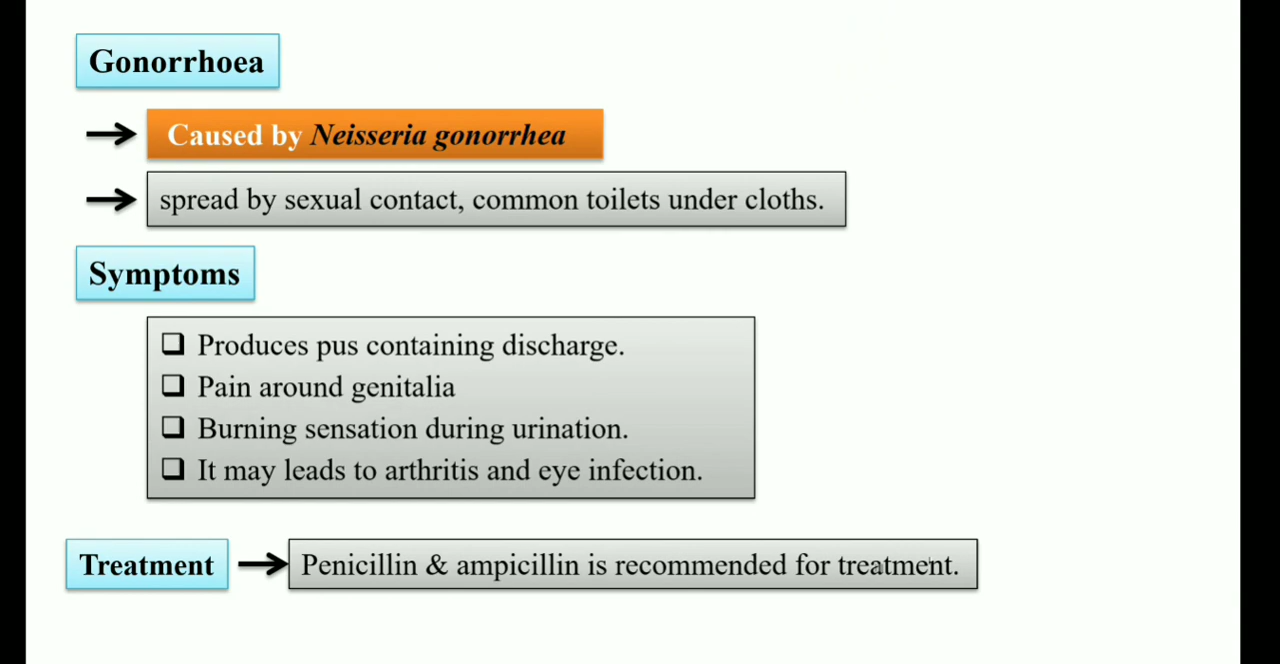 Gonorrhoea
Caused by Neisseria gonorrhea
spread by sexual contact, common toilets under cloths.
Symptoms
Produces pus containing discharge.
Pain around genitalia
Burning sensation during urination.
It may leads to arthritis and eye infection.
Treatment
Penicillin & ampicillin is recommended for treatment.